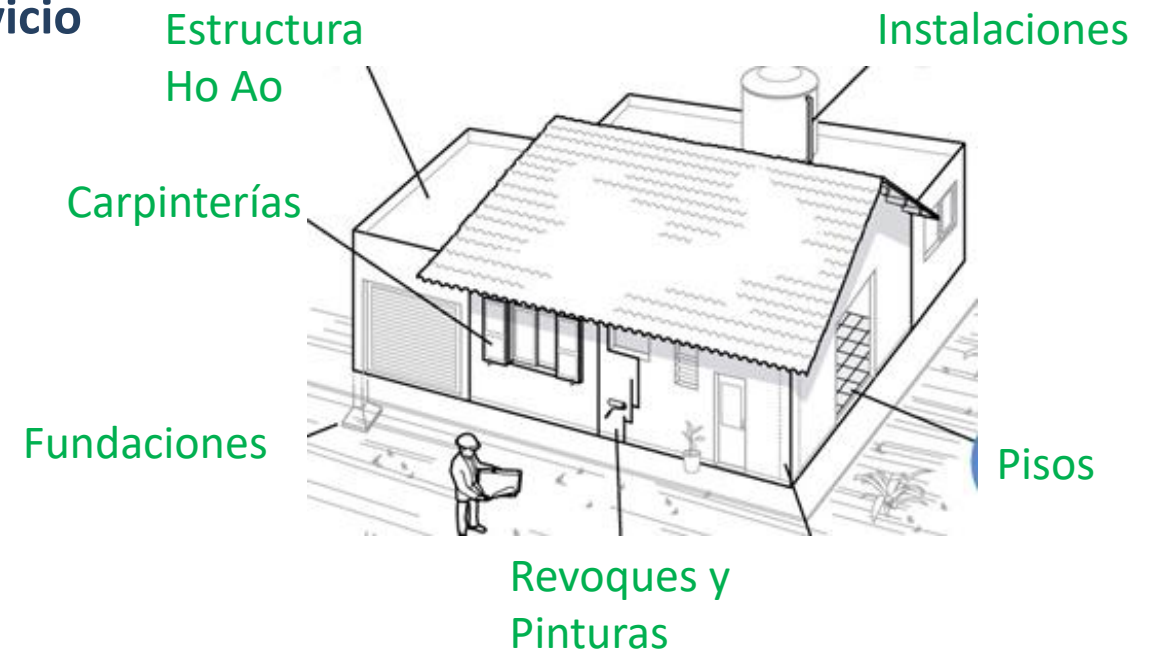 vicio
Estructura
Ho Ao
Instalaciones
Carpinterías
Fundaciones
Pisos
Revoques y
Pinturas